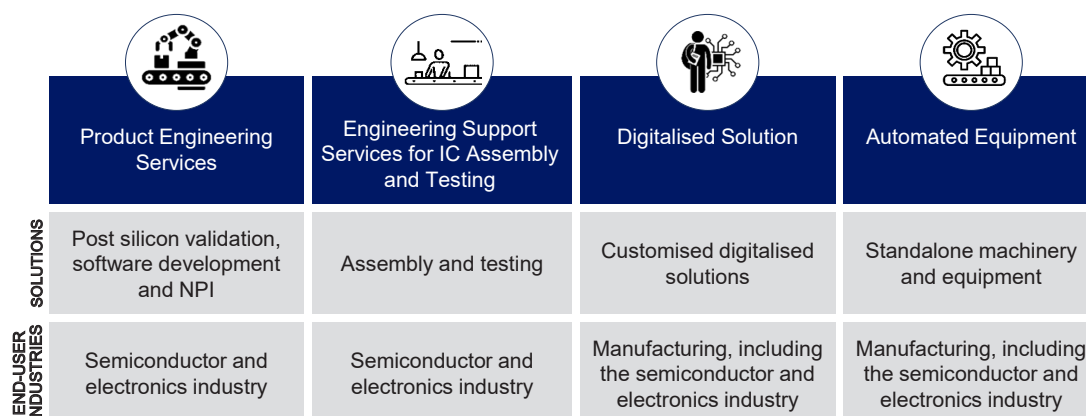 Product Engineering
Services
Engineering Support
Services for IC Assembly
and Testing
Digitalised Solution
Automated Equipment
SOLUTIONS
Post silicon validation,
software development
and NPI
Assembly and testing
Customised digitalised
solutions
Standalone machinery
and equipment
END-USER
NDUSTRIES
Semiconductor and
electronics industry
Semiconductor and
electronics industry
Manufacturing, including
the semiconductor and
electronics industry
Manufacturing, including
the semiconductor and
electronics industry